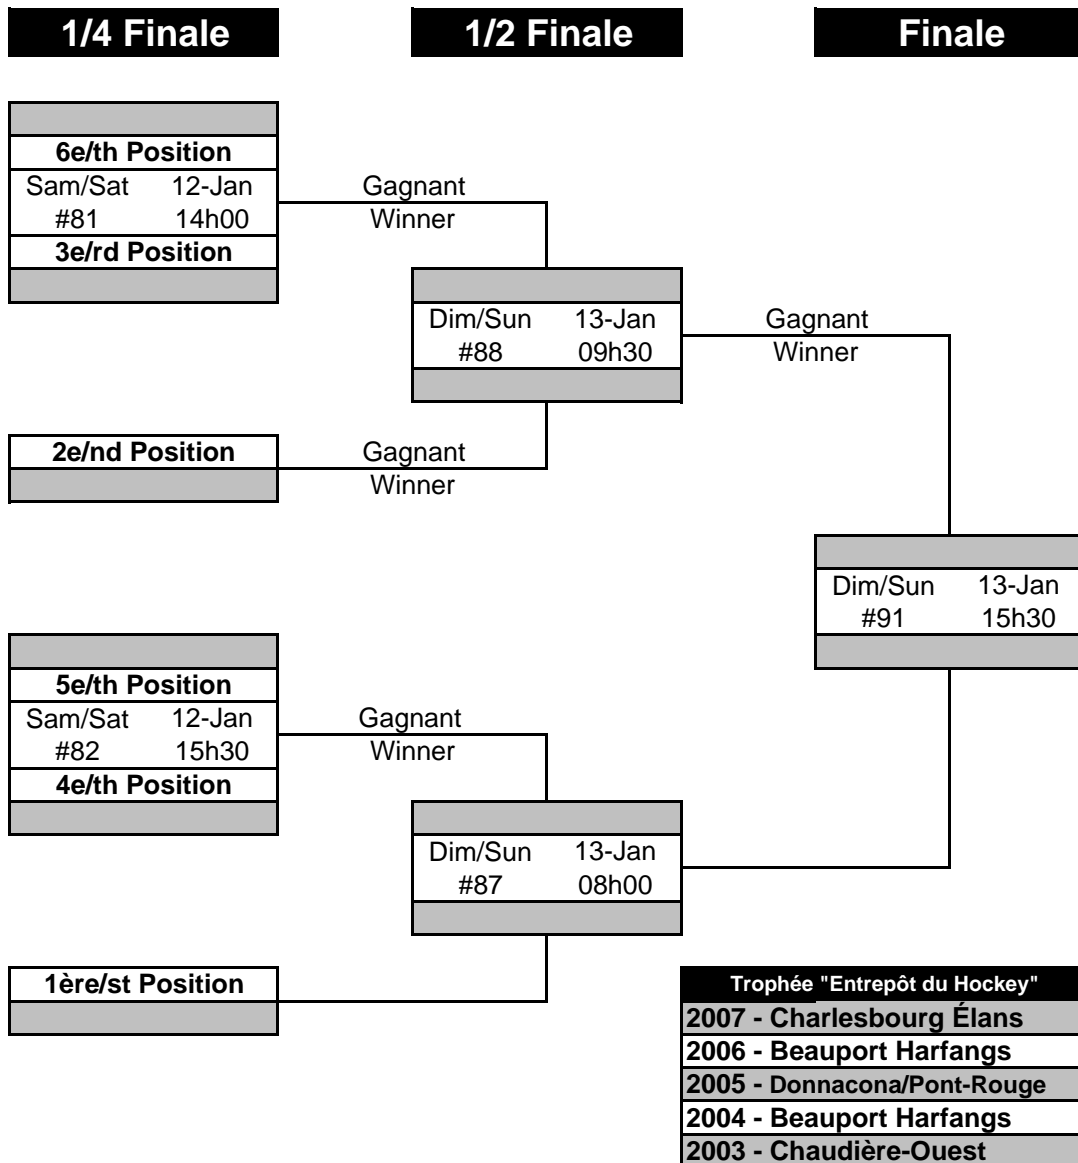 1/4 Finale
1/2 Finale
Finale
6e/th Position
Sam/Sat 12-Jan
#81 14h00
3e/rd Position
Gagnant
Winner
Dim/Sun 13-Jan
#88 09h30
Gagnant
Winner
2e/nd Position
Gagnant
Winner
Dim/Sun 13-Jan
#91 15h30
5e/th Position
Sam/Sat 12-Jan
#82 15h30
4e/th Position
Gagnant
Winner
Dim/Sun 13-Jan
#87 08h00
1ère/st Position
Trophée "Entrepôt du Hockey"
2007 - Charlesbourg Élans
2006 - Beauport Harfangs
2005 - Donnacona/Pont-Rouge
2004 - Beauport Harfangs
2003 - Chaudière-Ouest